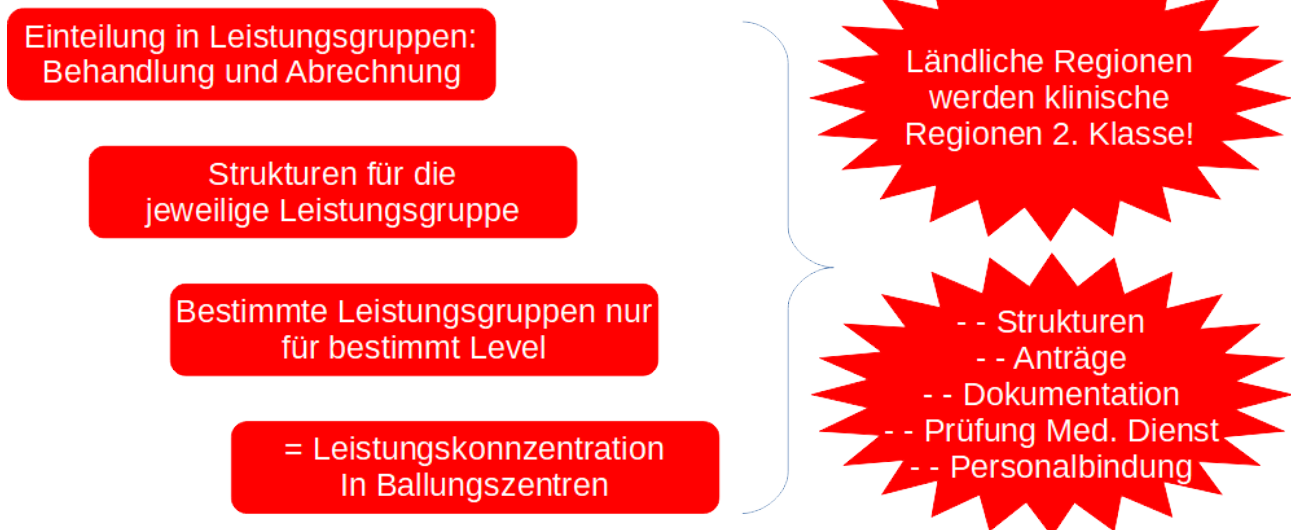 Einteilung in Leistungsgruppen:
Behandlung und Abrechnung
Strukturen für die
jeweilige Leistungsgruppe
Bestimmte Leistungsgruppen nur
für bestimmt Level
= Leistungskonnzentration
In Ballungszentren
Ländliche Regionen
werden klinische
Regionen 2. Klasse!
- - Strukturen
- - Anträge
- - Dokumentation
- - Prüfung Med. Dienst
- - Personalbindung